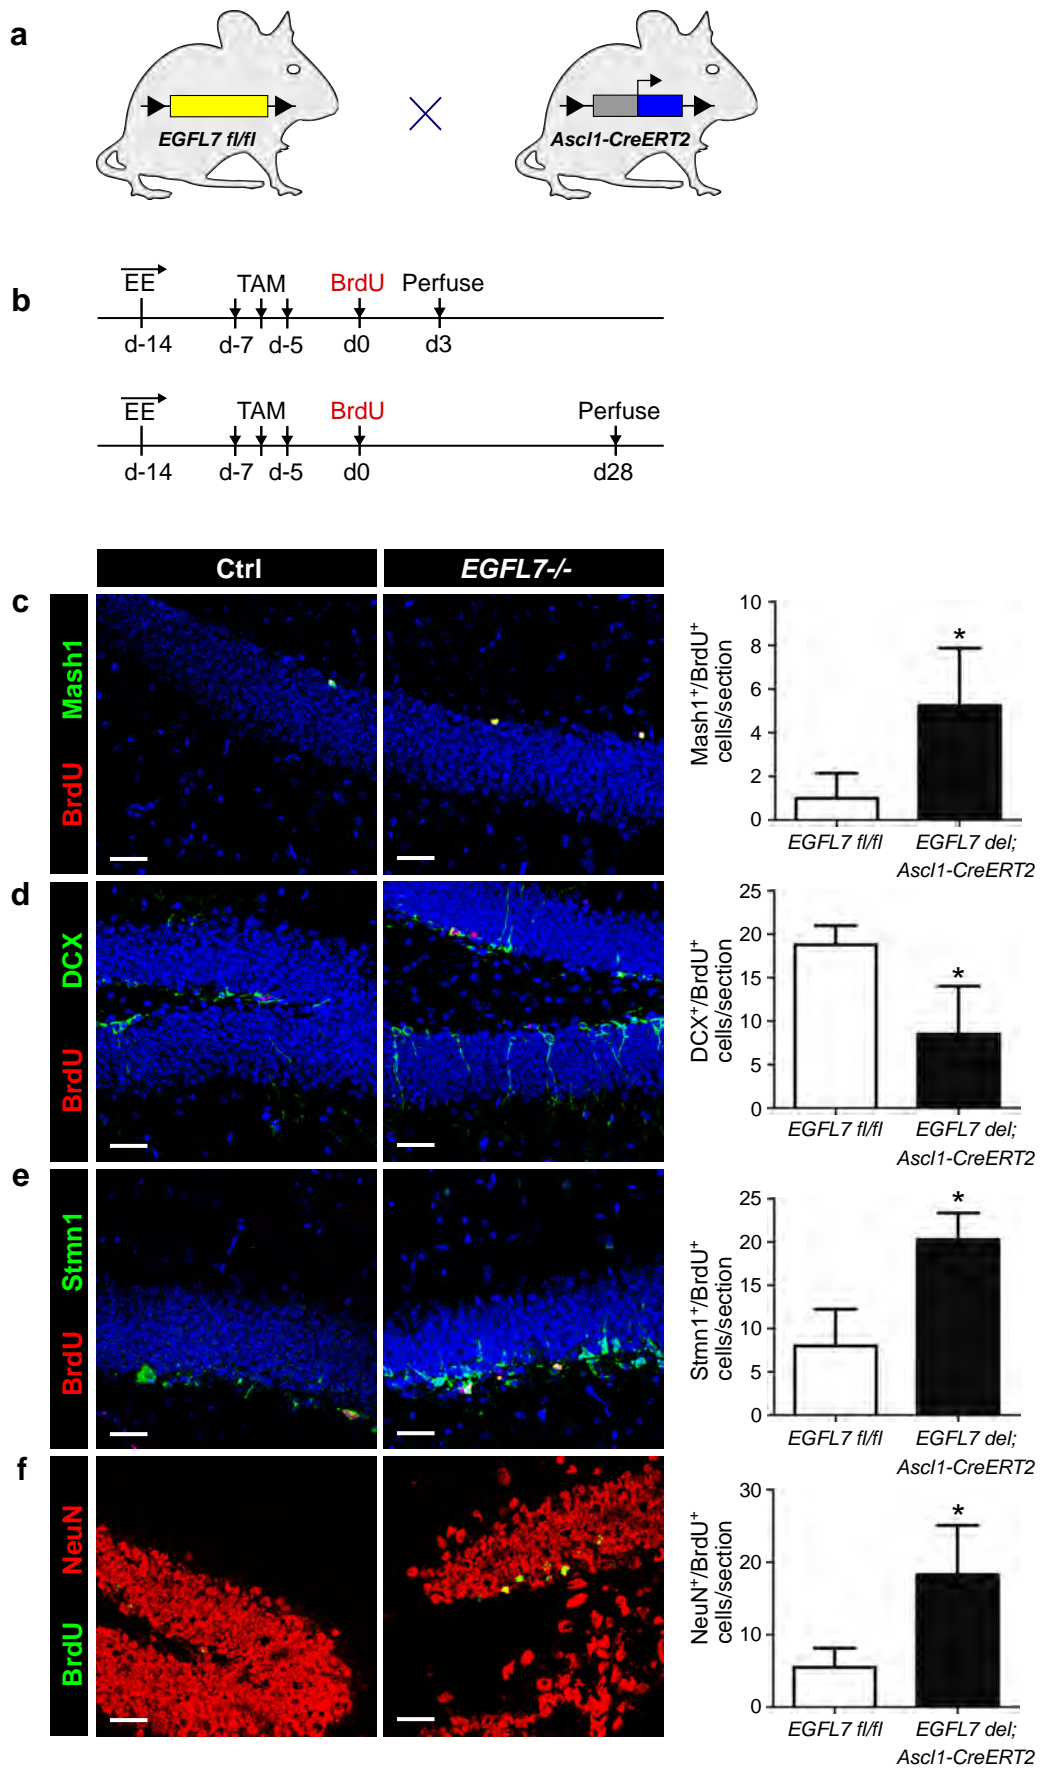 a
EGFL7 fl/fl
Ascl1-CreERT2
b
EE
TAM
BrdU
Perfuse
d-14
d-7
d-5
d0
d3
EE
TAM
BrdU
Perfuse
d-14
d-7
d-5
d0
d28
Ctrl
EGFL7-/-
c
BrdU Mash1
Mash1+/BrdU+
cells/section
10
8
6
4
2
0
*
EGFL7 fl/fl
EGFL7 del;
Ascl1-CreERT2
d
BrdU DCX
DCX+/BrdU+
cells/section
25
20
15
10
5
0
*
EGFL7 fl/fl
EGFL7 del;
Ascl1-CreERT2
e
BrdU Stmn1
Stmn1+/BrdU+
cells/section
25
20
15
10
5
0
*
EGFL7 fl/fl
EGFL7 del;
Ascl1-CreERT2
f
BrdU NeuN
NeuN+/BrdU+
cells/section
30
20
10
0
*
EGFL7 fl/fl
EGFL7 del;
Ascl1-CreERT2